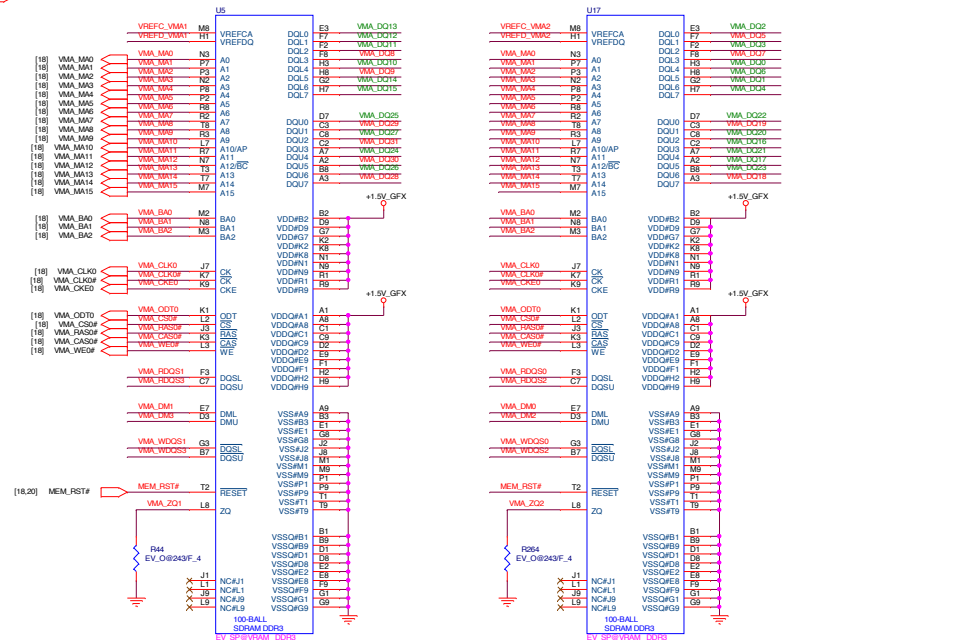 U5
VREFC_VMA1 M8 VREFCA
VREFD_VMA1 H1 VREFDQ
[18] VMA_MA0 VMA_MA0 N3 A0
[18] VMA_MA1 VMA_MA1 P7 A1
[18] VMA_MA2 VMA_MA2 P3 A2
[18] VMA_MA3 VMA_MA3 N2 A3
[18] VMA_MA4 VMA_MA4 P8 A4
[18] VMA_MA5 VMA_MA5 P2 A5
[18] VMA_MA6 VMA_MA6 R8 A6
[18] VMA_MA7 VMA_MA7 R2 A7
[18] VMA_MA8 VMA_MA8 T8 A8
[18] VMA_MA9 VMA_MA9 R3 A9
[18] VMA_MA10 VMA_MA10 L7 A10/AP
[18] VMA_MA11 VMA_MA11 R7 A11
[18] VMA_MA12 VMA_MA12 N7 A12/BC
[18] VMA_MA13 VMA_MA13 T3 A13
[18] VMA_MA14 VMA_MA14 T7 A14
[18] VMA_MA15 VMA_MA15 M7 A15
[18] VMA_BA0 VMA_BA0 M2 BA0
[18] VMA_BA1 VMA_BA1 N8 BA1
[18] VMA_BA2 VMA_BA2 M3 BA2
[18] VMA_CLK0 VMA_CLK0 J7 CK
[18] VMA_CLK0# VMA_CLK0# K7 CK
[18] VMA_CKE0 VMA_CKE0 K9 CKE
[18] VMA_ODT0 VMA_ODT0 K1 ODT
[18] VMA_CS0# VMA_CS0# L2 CS
[18] VMA_RAS0# VMA_RAS0# J3 RAS
[18] VMA_CAS0# VMA_CAS0# K3 CAS
[18] VMA_WE0# VMA_WE0# L3 WE
VMA_RDQS1 F3 DQSL
VMA_RDQS3 C7 DQSU
VMA_DM1 E7 DML
VMA_DM3 D3 DMU
VMA_WDQS1 G3 DQSL
VMA_WDQS3 B7 DQSU
[18,20] MEM_RST# MEM_RST# T2 RESET
VMA_ZQ1 L8 ZQ
R44
EV_O@243/F_4
J1 NC#J1
L1 NC#L1
J9 NC#J9
L9 NC#L9
DQL0 E3 VMA_DQ13
DQL1 F7 VMA_DQ12
DQL2 F2 VMA_DQ11
DQL3 F8 VMA_DQ8
DQL4 H3 VMA_DQ10
DQL5 H8 VMA_DQ9
DQL6 G2 VMA_DQ14
DQL7 H7 VMA_DQ15
DQU0 D7 VMA_DQ25
DQU1 C3 VMA_DQ29
DQU2 C8 VMA_DQ27
DQU3 C2 VMA_DQ31
DQU4 A7 VMA_DQ24
DQU5 A2 VMA_DQ30
DQU6 B8 VMA_DQ26
DQU7 A3 VMA_DQ28
+1.5V_GFX
VDD#B2 B2
VDD#D9 D9
VDD#G7 G7
VDD#K2 K2
VDD#K8 K8
VDD#N1 N1
VDD#N9 N9
VDD#R1 R1
VDD#R9 R9
+1.5V_GFX
VDDQ#A1 A1
VDDQ#A8 A8
VDDQ#C1 C1
VDDQ#C9 C9
VDDQ#D2 D2
VDDQ#E9 E9
VDDQ#F1 F1
VDDQ#H2 H2
VDDQ#H9 H9
VSS#A9 A9
VSS#B3 B3
VSS#E1 E1
VSS#G8 G8
VSS#J2 J2
VSS#J8 J8
VSS#M1 M1
VSS#M9 M9
VSS#P1 P1
VSS#P9 P9
VSS#T1 T1
VSS#T9 T9
VSSQ#B1 B1
VSSQ#B9 B9
VSSQ#D1 D1
VSSQ#D8 D8
VSSQ#E2 E2
VSSQ#E8 E8
VSSQ#F9 F9
VSSQ#G1 G1
VSSQ#G9 G9
100-BALL
SDRAM DDR3
EV_SP@VRAM_DDR3
U17
VREFC_VMA2 M8 VREFCA
VREFD_VMA2 H1 VREFDQ
VMA_MA0 N3 A0
VMA_MA1 P7 A1
VMA_MA2 P3 A2
VMA_MA3 N2 A3
VMA_MA4 P8 A4
VMA_MA5 P2 A5
VMA_MA6 R8 A6
VMA_MA7 R2 A7
VMA_MA8 T8 A8
VMA_MA9 R3 A9
VMA_MA10 L7 A10/AP
VMA_MA11 R7 A11
VMA_MA12 N7 A12/BC
VMA_MA13 T3 A13
VMA_MA14 T7 A14
VMA_MA15 M7 A15
VMA_BA0 M2 BA0
VMA_BA1 N8 BA1
VMA_BA2 M3 BA2
VMA_CLK0 J7 CK
VMA_CLK0# K7 CK
VMA_CKE0 K9 CKE
VMA_ODT0 K1 ODT
VMA_CS0# L2 CS
VMA_RAS0# J3 RAS
VMA_CAS0# K3 CAS
VMA_WE0# L3 WE
VMA_RDQS0 F3 DQSL
VMA_RDQS2 C7 DQSU
VMA_DM0 E7 DML
VMA_DM2 D3 DMU
VMA_WDQS0 G3 DQSL
VMA_WDQS2 B7 DQSU
MEM_RST# T2 RESET
VMA_ZQ2 L8 ZQ
R264
EV_O@243/F_4
J1 NC#J1
L1 NC#L1
J9 NC#J9
L9 NC#L9
DQL0 E3 VMA_DQ2
DQL1 F7 VMA_DQ5
DQL2 F2 VMA_DQ3
DQL3 F8 VMA_DQ7
DQL4 H3 VMA_DQ0
DQL5 H8 VMA_DQ6
DQL6 G2 VMA_DQ1
DQL7 H7 VMA_DQ4
DQU0 D7 VMA_DQ22
DQU1 C3 VMA_DQ19
DQU2 C8 VMA_DQ20
DQU3 C2 VMA_DQ16
DQU4 A7 VMA_DQ21
DQU5 A2 VMA_DQ17
DQU6 B8 VMA_DQ23
DQU7 A3 VMA_DQ18
+1.5V_GFX
VDD#B2 B2
VDD#D9 D9
VDD#G7 G7
VDD#K2 K2
VDD#K8 K8
VDD#N1 N1
VDD#N9 N9
VDD#R1 R1
VDD#R9 R9
+1.5V_GFX
VDDQ#A1 A1
VDDQ#A8 A8
VDDQ#C1 C1
VDDQ#C9 C9
VDDQ#D2 D2
VDDQ#E9 E9
VDDQ#F1 F1
VDDQ#H2 H2
VDDQ#H9 H9
VSS#A9 A9
VSS#B3 B3
VSS#E1 E1
VSS#G8 G8
VSS#J2 J2
VSS#J8 J8
VSS#M1 M1
VSS#M9 M9
VSS#P1 P1
VSS#P9 P9
VSS#T1 T1
VSS#T9 T9
VSSQ#B1 B1
VSSQ#B9 B9
VSSQ#D1 D1
VSSQ#D8 D8
VSSQ#E2 E2
VSSQ#E8 E8
VSSQ#F9 F9
VSSQ#G1 G1
VSSQ#G9 G9
100-BALL
SDRAM DDR3
EV_SP@VRAM_DDR3